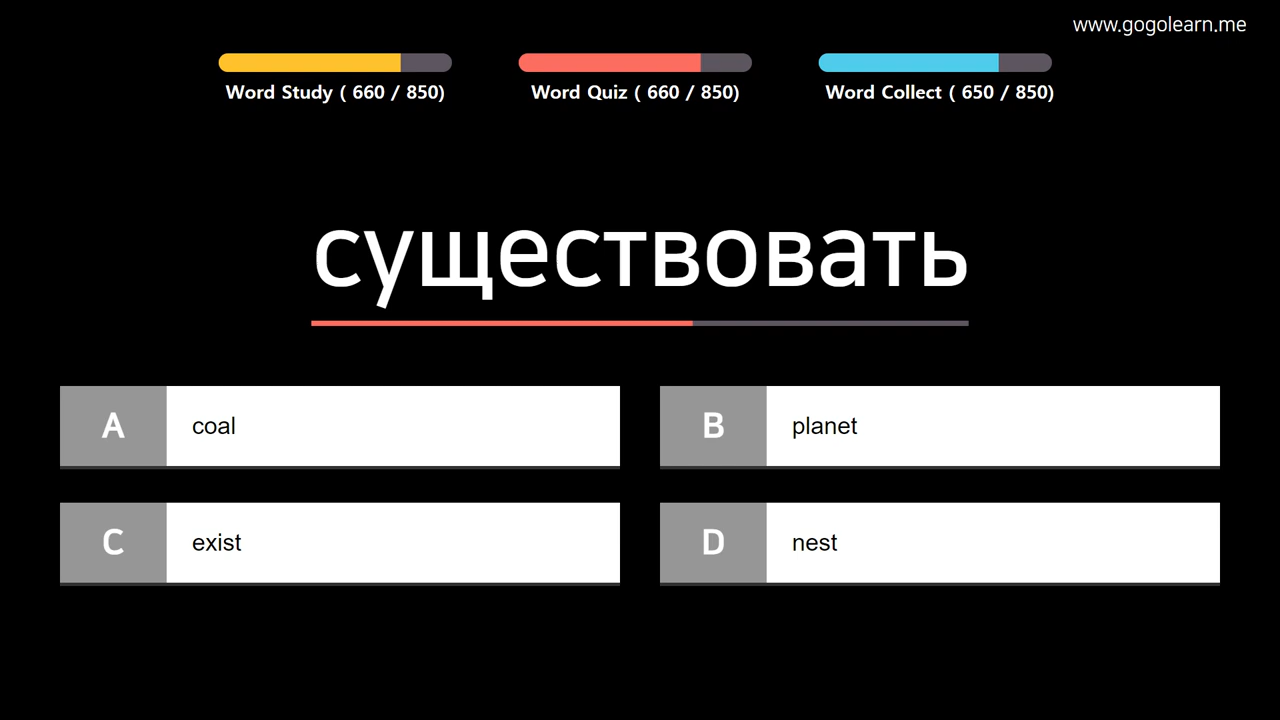 www.gogolearn.me
Word Study ( 660 / 850)
Word Quiz ( 660 / 850)
Word Collect ( 650 / 850)
существовать
A coal
B planet
C exist
D nest